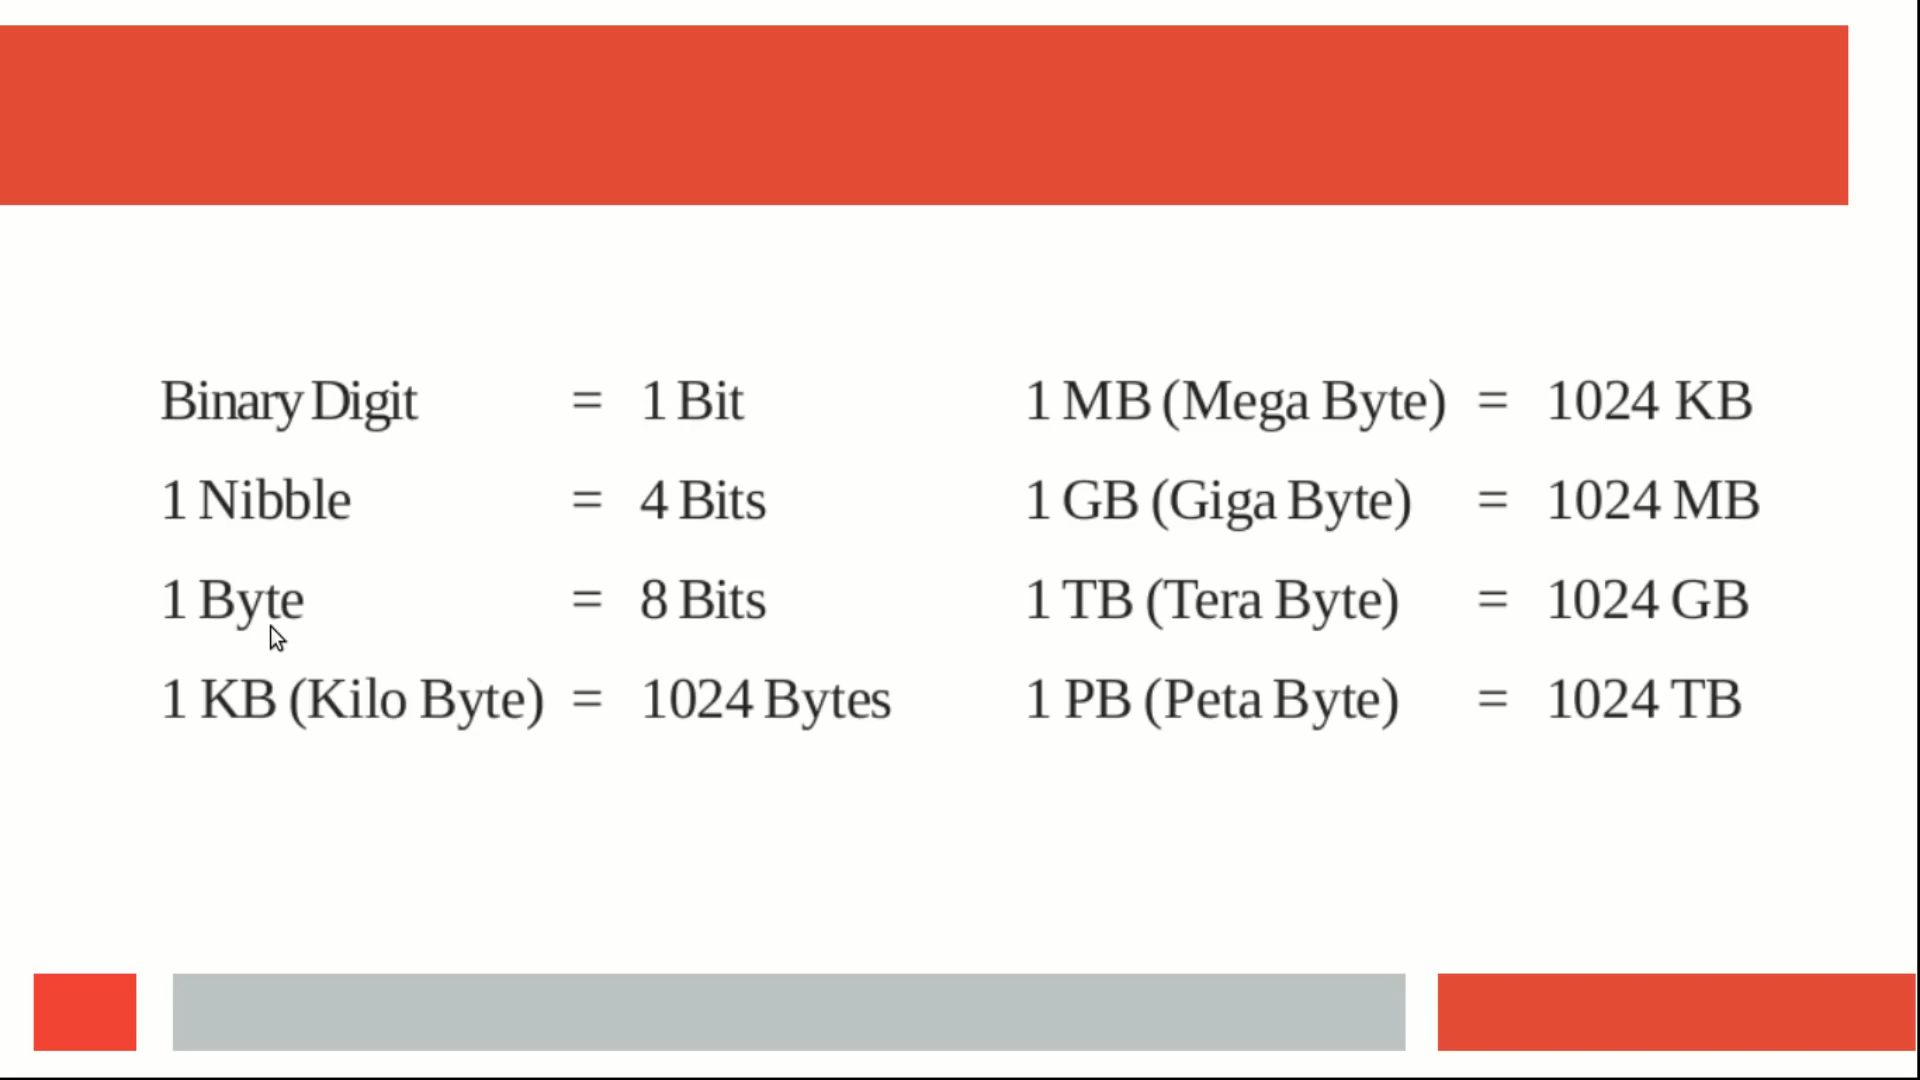 Binary Digit = 1 Bit
1 Nibble = 4 Bits
1 Byte = 8 Bits
1 KB (Kilo Byte) = 1024 Bytes
1 MB (Mega Byte) = 1024 KB
1 GB (Giga Byte) = 1024 MB
1 TB (Tera Byte) = 1024 GB
1 PB (Peta Byte) = 1024 TB